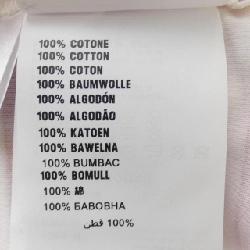 100% COTONE
100% COTTON
100% COTON
100% BAUMWOLLE
100% ALGODÓN
100% ALGODÃO
100% KATOEN
100% BAWELNA
100% BUMBAC
100% BOMULL
100% 綿
100% БАВОВНА
100% قطن